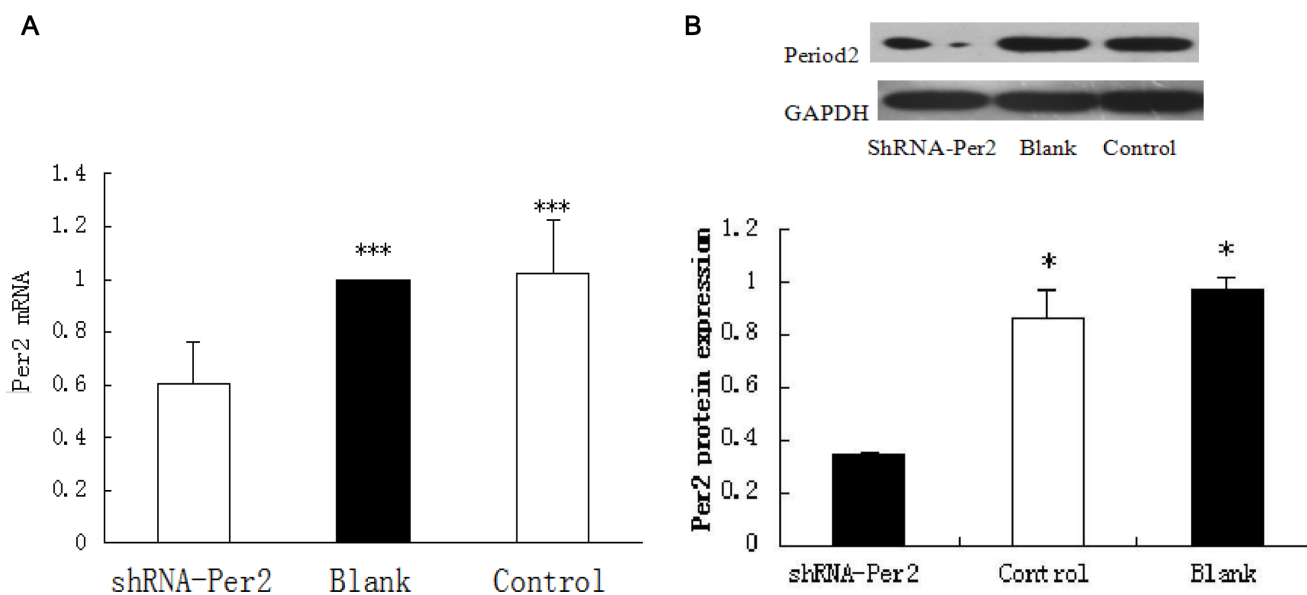 A
1.4
1.2
1
0.8
0.6
0.4
0.2
0
Per2 mRNA
***
***
shRNA-Per2 Blank Control
B
Period2
GAPDH
ShRNA-Per2 Blank Control
1.2
1
0.8
0.6
0.4
0.2
0
Per2 protein expression
*
*
shRNA-Per2 Control Blank